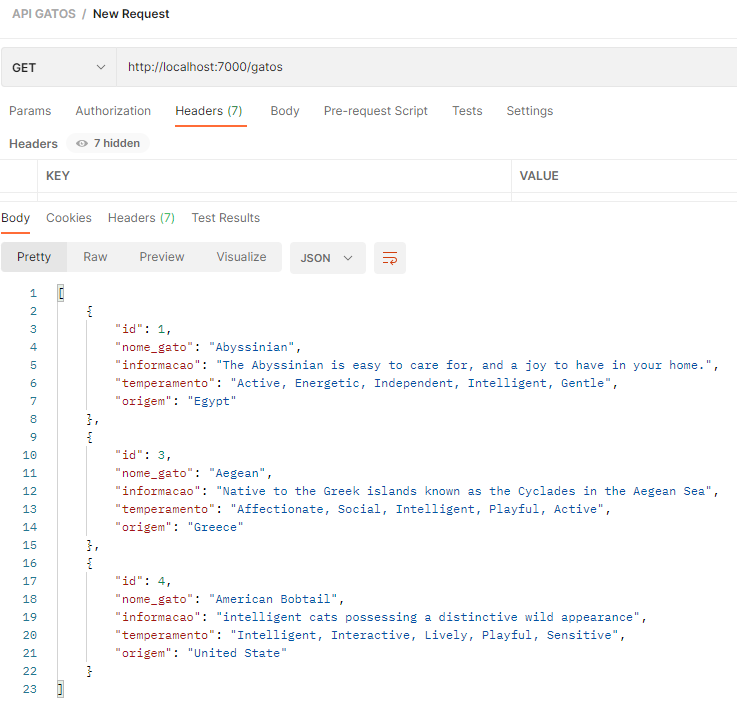 API GATOS / New Request
GET http://localhost:7000/gatos
Params Authorization Headers (7) Body Pre-request Script Tests Settings
Headers 7 hidden
KEY VALUE
Body Cookies Headers (7) Test Results
Pretty Raw Preview Visualize JSON
1 [
2 {
3 "id": 1,
4 "nome_gato": "Abyssinian",
5 "informacao": "The Abyssinian is easy to care for, and a joy to have in your home.",
6 "temperamento": "Active, Energetic, Independent, Intelligent, Gentle",
7 "origem": "Egypt"
8 },
9 {
10 "id": 3,
11 "nome_gato": "Aegean",
12 "informacao": "Native to the Greek islands known as the Cyclades in the Aegean Sea",
13 "temperamento": "Affectionate, Social, Intelligent, Playful, Active",
14 "origem": "Greece"
15 },
16 {
17 "id": 4,
18 "nome_gato": "American Bobtail",
19 "informacao": "intelligent cats possessing a distinctive wild appearance",
20 "temperamento": "Intelligent, Interactive, Lively, Playful, Sensitive",
21 "origem": "United State"
22 }
23 ]